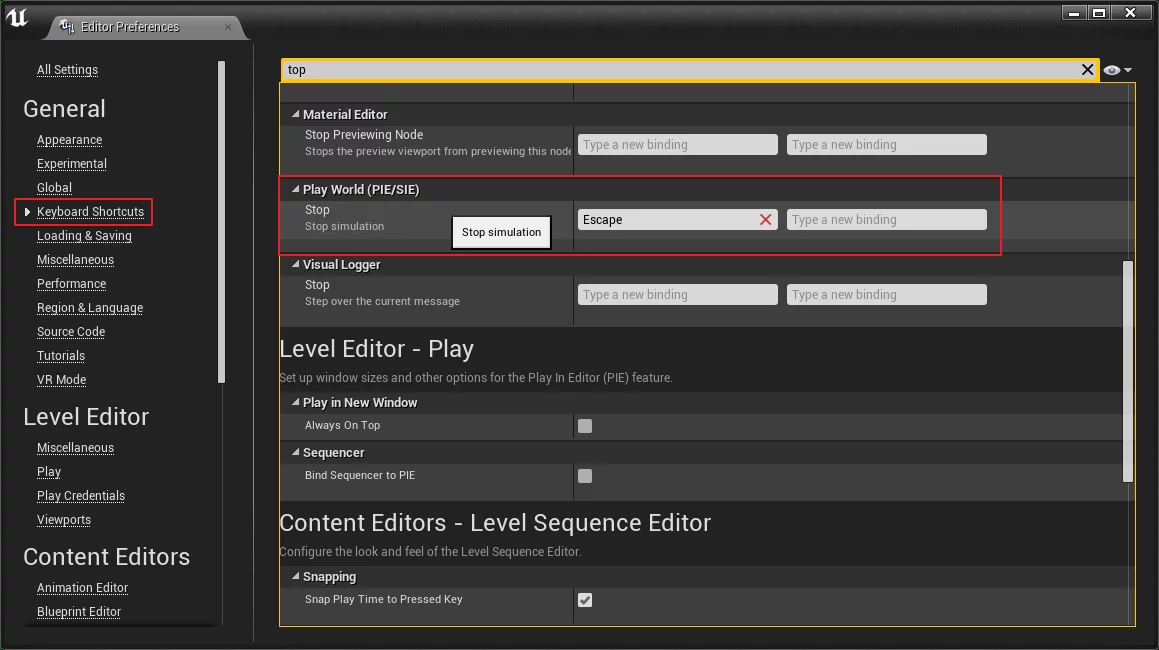 Editor Preferences
All Settings
General
Appearance
Experimental
Global
Keyboard Shortcuts
Loading & Saving
Miscellaneous
Performance
Region & Language
Source Code
Tutorials
VR Mode
Level Editor
Miscellaneous
Play
Play Credentials
Viewports
Content Editors
Animation Editor
Blueprint Editor
top
Material Editor
Stop Previewing Node
Stops the preview viewport from previewing this node
Type a new binding
Type a new binding
Play World (PIE/SIE)
Stop
Stop simulation
Stop simulation
Escape
Type a new binding
Visual Logger
Stop
Step over the current message
Type a new binding
Type a new binding
Level Editor - Play
Set up window sizes and other options for the Play In Editor (PIE) feature.
Play in New Window
Always On Top
Sequencer
Bind Sequencer to PIE
Content Editors - Level Sequence Editor
Configure the look and feel of the Level Sequence Editor.
Snapping
Snap Play Time to Pressed Key